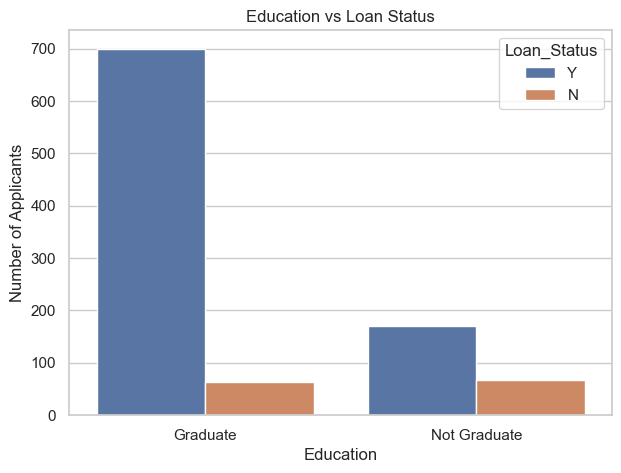 Education vs Loan Status
Number of Applicants
700
600
500
400
300
200
100
0
Loan_Status
Y
N
Graduate
Not Graduate
Education